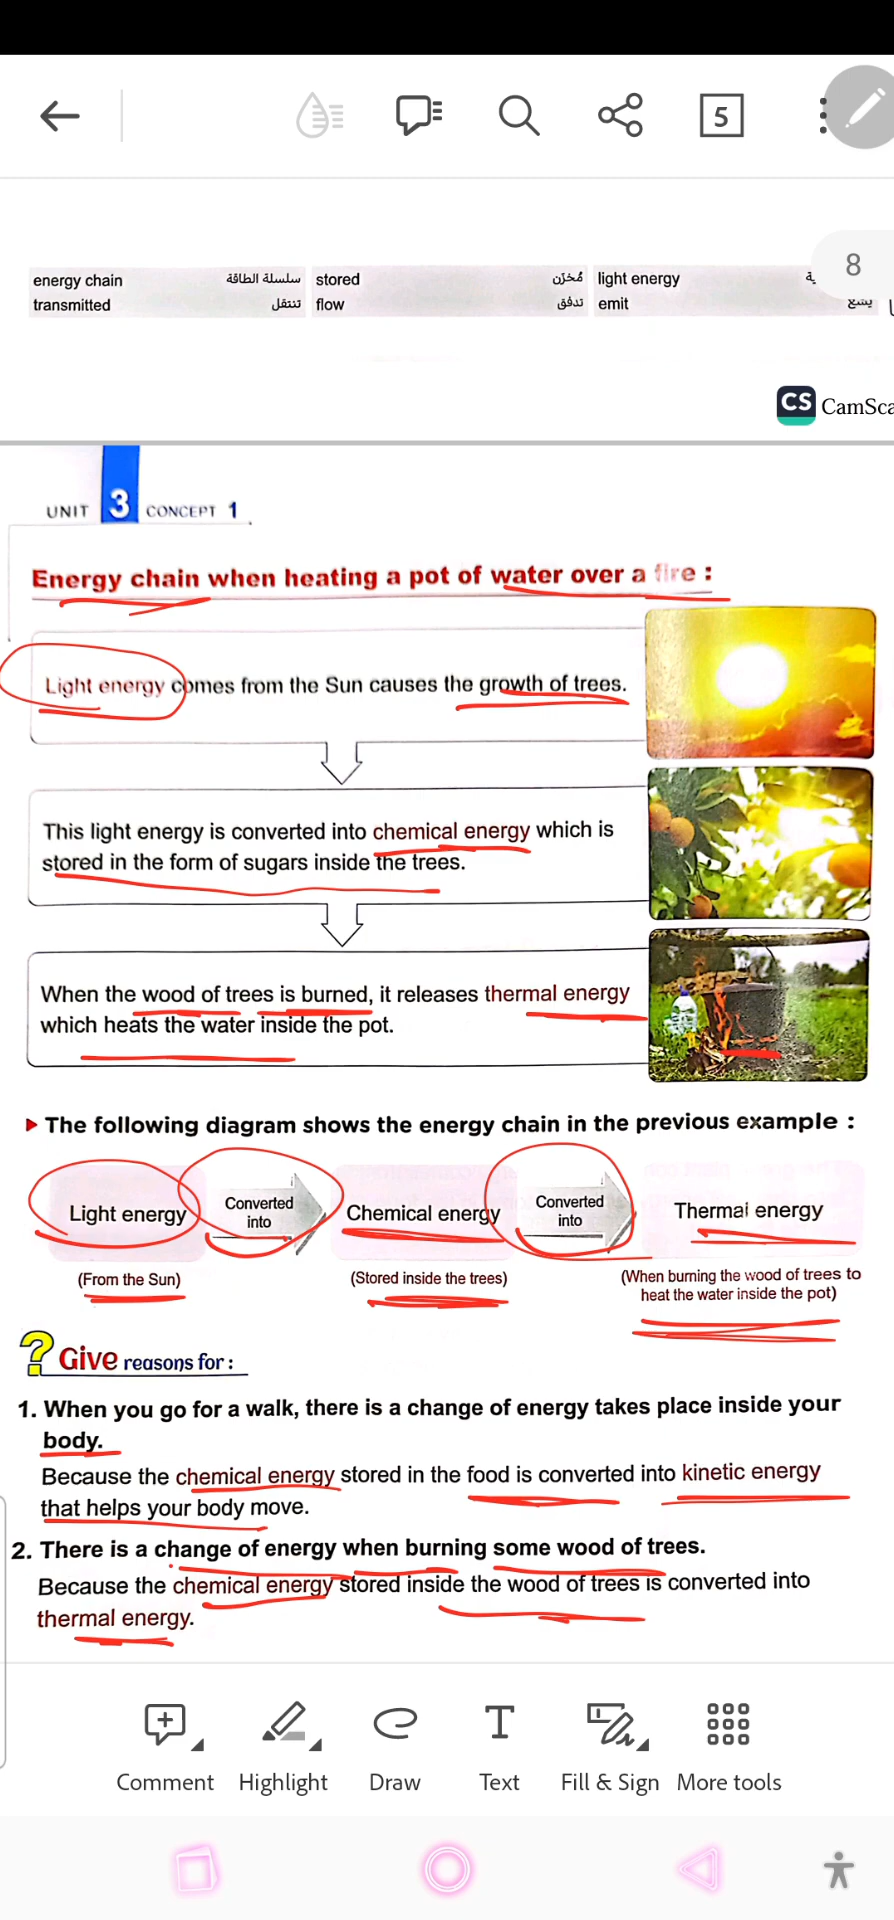 5
8
energy chain سلسلة الطاقة stored مُخزّن light energy
transmitted تنتقل flow تدفق emit يشع
CS CamSca
UNIT 3 CONCEPT 1
Energy chain when heating a pot of water over a fire :
Light energy comes from the Sun causes the growth of trees.
This light energy is converted into chemical energy which is
stored in the form of sugars inside the trees.
When the wood of trees is burned, it releases thermal energy
which heats the water inside the pot.
The following diagram shows the energy chain in the previous example :
Light energy Converted into Chemical energy Converted into Thermal energy
(From the Sun) (Stored inside the trees) (When burning the wood of trees to
heat the water inside the pot)
? Give reasons for :
1. When you go for a walk, there is a change of energy takes place inside your
body.
Because the chemical energy stored in the food is converted into kinetic energy
that helps your body move.
2. There is a change of energy when burning some wood of trees.
Because the chemical energy stored inside the wood of trees is converted into
thermal energy.
Comment Highlight Draw Text Fill & Sign More tools